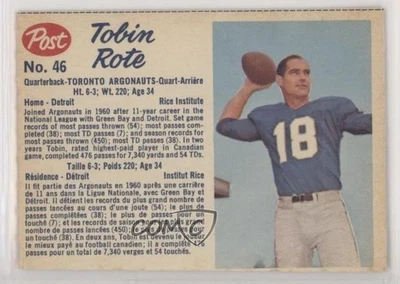 Post
Tobin
Rote
No. 46
Quarterback-TORONTO ARGONAUTS-Quart-Arrière
Ht. 6-3; Wt. 220; Age 34
Home - Detroit Rice Institute
Joined Argonauts in 1960 after 11-year career in the
National League with Green Bay and Detroit. Set game
records of most passes thrown (54); most passes com-
pleted (38); most TD passes (7); and season records for
most passes thrown (450); most TD passes (38). In two
years Tobin, rated highest-paid player in Canadian
game, completed 476 passes for 7,340 yards and 54 TDs.
Taille 6-3; Poids 220; Age 34
Résidence - Détroit Institut Rice
Il fit partie des Argonauts en 1960 après une carrière
de 11 ans dans la Ligue Nationale, avec Green Bay et
Détroit. Il détient les records du plus grand nombre
de passes lancées au cours d'une joute (54); de plus
de passes complétées (38); le plus de passes pour un
touché (7); et des records de la saison, le plus grand
nombre de passes lancées (450); de passes pour un
touché (38). En deux ans, Tobin est le joueur le
mieux payé au football canadien; il a complété 476
passes pour un total de 7,340 verges et 54 touchés.
18
COMC